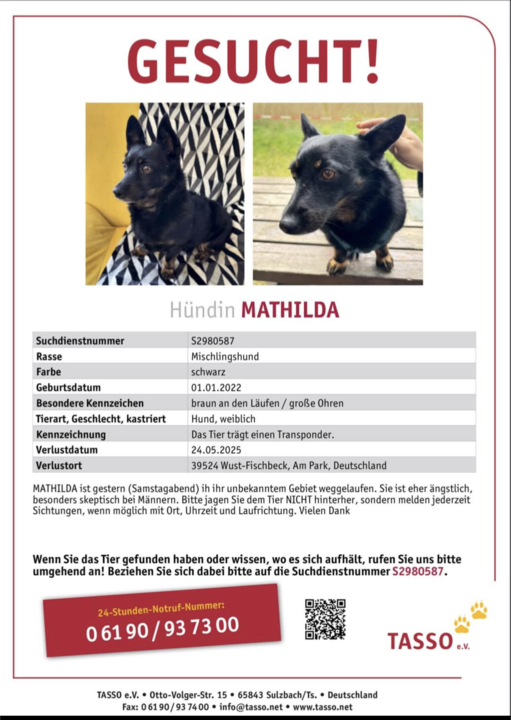 GESUCHT!
Hündin MATHILDA
Suchdienstnummer S2980587
Rasse Mischlingshund
Farbe schwarz
Geburtsdatum 01.01.2022
Besondere Kennzeichen braun an den Läufen / große Ohren
Tierart, Geschlecht, kastriert Hund, weiblich
Kennzeichnung Das Tier trägt einen Transponder.
Verlustdatum 24.05.2025
Verlustort 39524 Wust-Fischbeck, Am Park, Deutschland
MATHILDA ist gestern (Samstagabend) ih ihr unbekanntem Gebiet weggelaufen. Sie ist eher ängstlich,
besonders skeptisch bei Männern. Bitte jagen Sie dem Tier NICHT hinterher, sondern melden jederzeit
Sichtungen, wenn möglich mit Ort, Uhrzeit und Laufrichtung. Vielen Dank
Wenn Sie das Tier gefunden haben oder wissen, wo es sich aufhält, rufen Sie uns bitte
umgehend an! Beziehen Sie sich dabei bitte auf die Suchdienstnummer S2980587.
24-Stunden-Notruf-Nummer:
0 61 90 / 93 73 00
TASSO e.V.
TASSO e.V. • Otto-Volger-Str. 15 • 65843 Sulzbach/Ts. • Deutschland
Fax: 0 61 90 / 93 74 00 • info@tasso.net • www.tasso.net